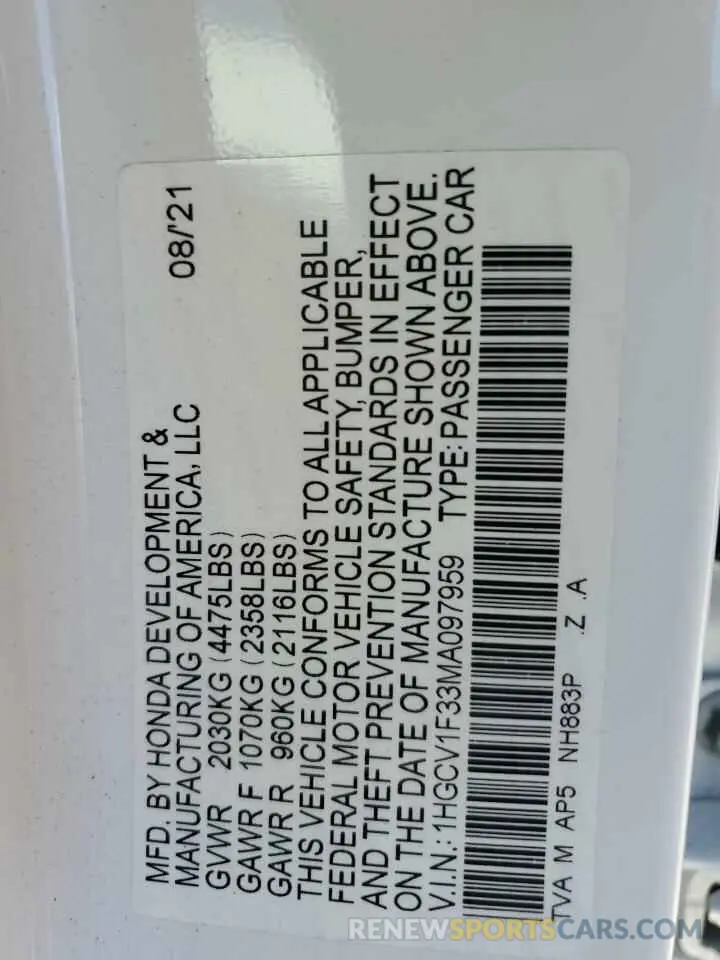 MFD. BY HONDA DEVELOPMENT &
MANUFACTURING OF AMERICA, LLC 08/'21
GVWR 2030KG (4475LBS)
GAWR F 1070KG (2358LBS)
GAWR R 960KG (2116LBS)
THIS VEHICLE CONFORMS TO ALL APPLICABLE
FEDERAL MOTOR VEHICLE SAFETY, BUMPER,
AND THEFT PREVENTION STANDARDS IN EFFECT
ON THE DATE OF MANUFACTURE SHOWN ABOVE.
V.I.N.: 1HGCV1F33MA097959 TYPE: PASSENGER CAR
TVA M AP5 NH883P .Z .A
RENEWSPORTSCARS.COM